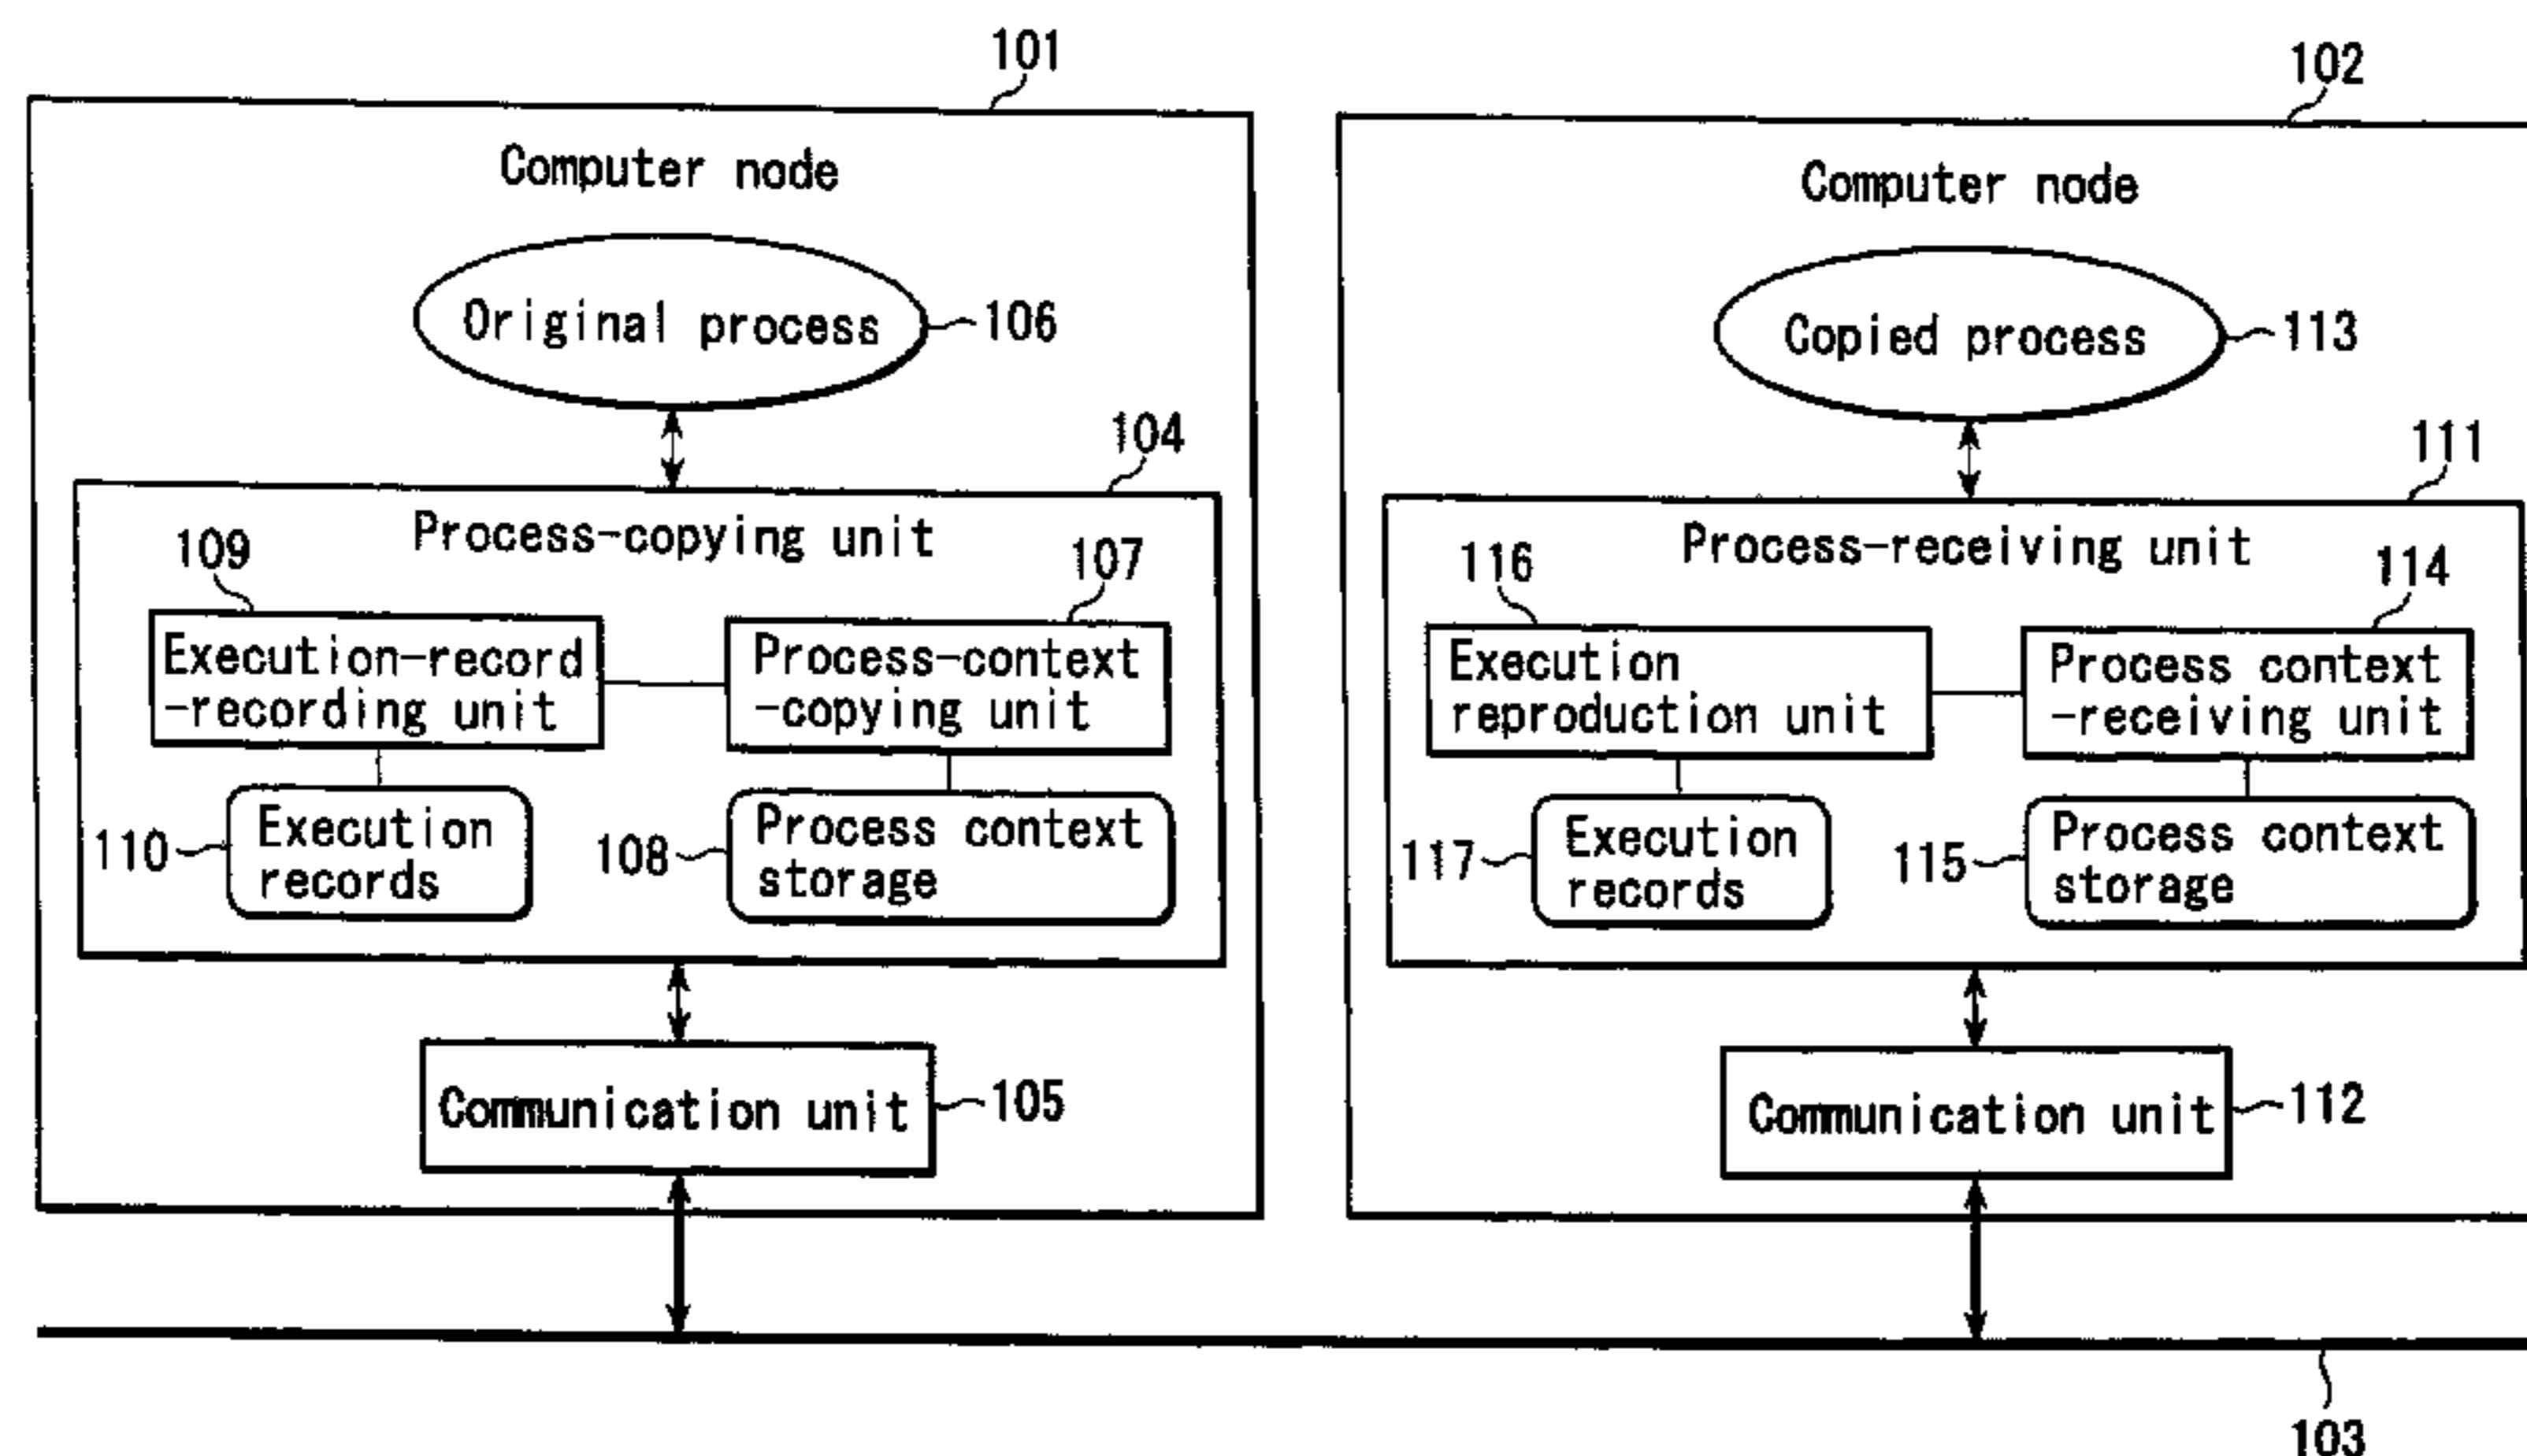 101
102
Computer node
Computer node
Original process
106
Copied process
113
104
111
Process-copying unit
Process-receiving unit
109
107
116
114
Execution-record
-recording unit
Process-context
-copying unit
Execution
reproduction unit
Process context
-receiving unit
110
Execution
records
108
Process context
storage
117
Execution
records
115
Process context
storage
Communication unit
105
Communication unit
112
103